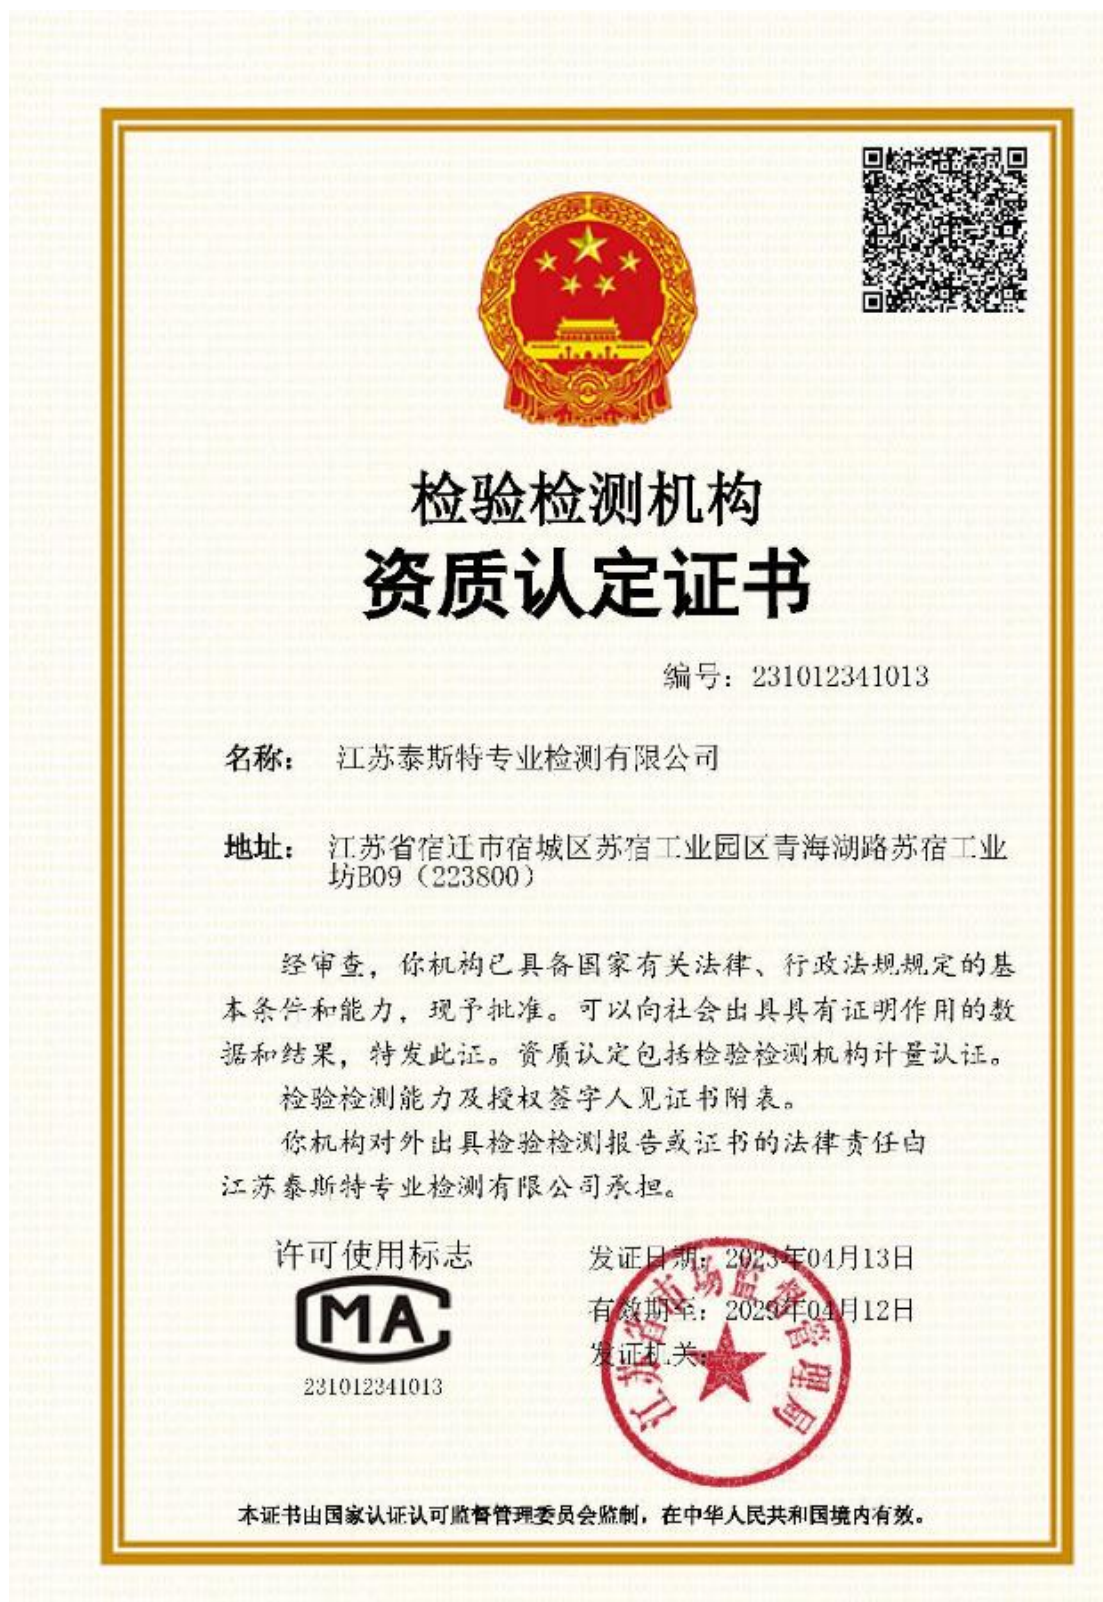 检验检测机构
资质认定证书
编号：231012341013
名称： 江苏泰斯特专业检测有限公司
地址： 江苏省宿迁市宿城区苏宿工业园区青海湖路苏宿工业
坊B09（223800）
经审查，你机构已具备国家有关法律、行政法规规定的基
本条件和能力，现予批准。可以向社会出具具有证明作用的数
据和结果，特发此证。资质认定包括检验检测机构计量认证。
检验检测能力及授权签字人见证书附表。
你机构对外出具检验检测报告或证书的法律责任由
江苏泰斯特专业检测有限公司承担。
许可使用标志
MA
231012341013
发证日期：2023年04月13日
有效期至：2029年04月12日
发证机关：
江苏省市场监督管理局
本证书由国家认证认可监督管理委员会监制，在中华人民共和国境内有效。